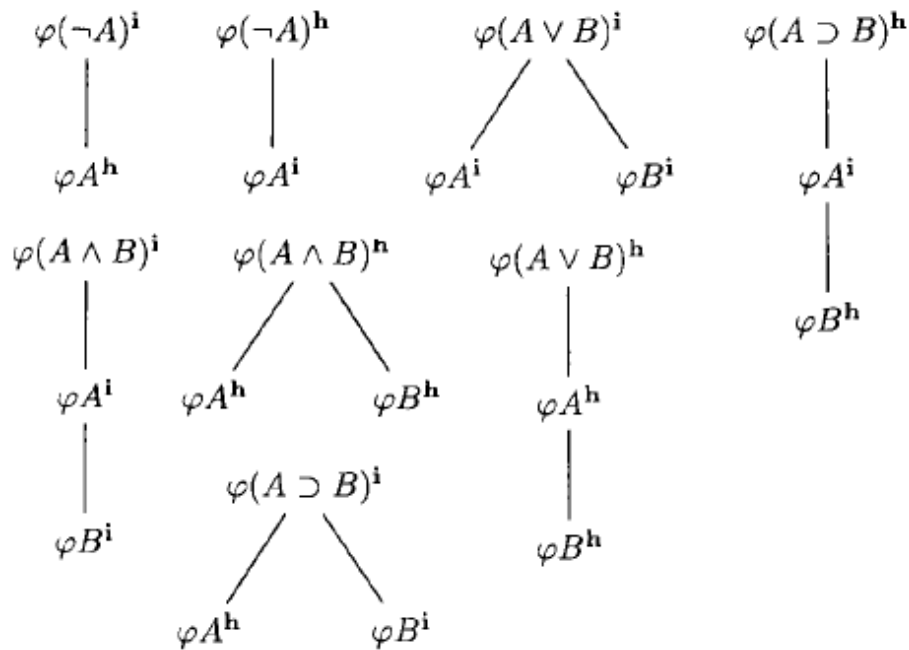 φ(¬A)ⁱ φ(¬A)ʰ φ(A ∨ B)ⁱ φ(A ⊃ B)ʰ
φAʰ φAⁱ φAⁱ φBⁱ φAⁱ
φ(A ∧ B)ⁱ φ(A ∧ B)ʰ φ(A ∨ B)ʰ
φBʰ
φAⁱ φAʰ φBʰ φAʰ
φ(A ⊃ B)ⁱ
φBⁱ φBʰ
φAʰ φBⁱ